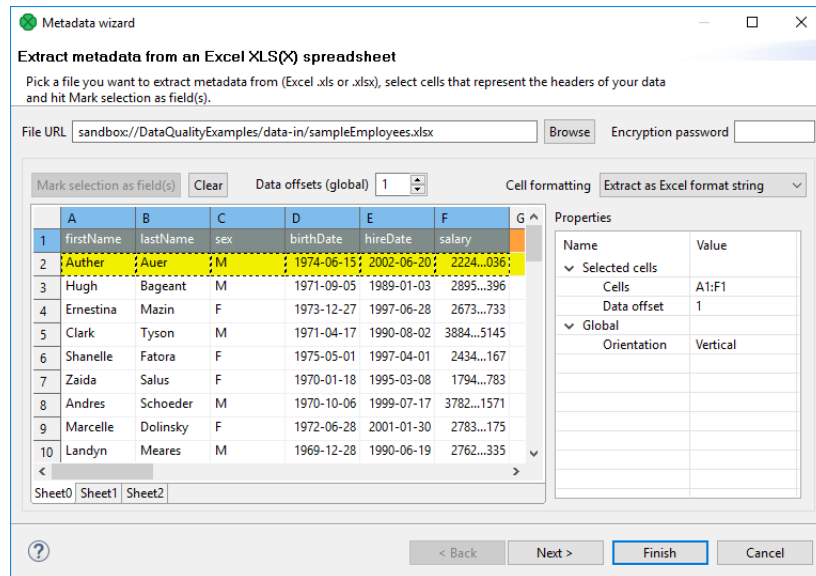 Metadata wizard
Extract metadata from an Excel XLS(X) spreadsheet
Pick a file you want to extract metadata from (Excel .xls or .xlsx), select cells that represent the headers of your data
and hit Mark selection as field(s).
File URL sandbox://DataQualityExamples/data-in/sampleEmployees.xlsx Browse Encryption password
Mark selection as field(s) Clear Data offsets (global) 1 Cell formatting Extract as Excel format string
A B C D E F G
1 firstName lastName sex birthDate hireDate salary
2 Auther Auer M 1974-06-15 2002-06-20 2224...036
3 Hugh Bageant M 1971-09-05 1989-01-03 2895...396
4 Ernestina Mazin F 1973-12-27 1997-06-28 2673...733
5 Clark Tyson M 1971-04-17 1990-08-02 3884...5145
6 Shanelle Fatora F 1975-05-01 1997-04-01 2434...167
7 Zaida Salus F 1970-01-18 1995-03-08 1794...783
8 Andres Schoeder M 1970-10-06 1999-07-17 3782...1571
9 Marcelle Dolinsky F 1972-06-28 2001-01-30 2783...175
10 Landyn Meares M 1969-12-28 1990-06-19 2762...335
Sheet0 Sheet1 Sheet2
Properties
Name Value
Selected cells
Cells A1:F1
Data offset 1
Global
Orientation Vertical
? < Back Next > Finish Cancel